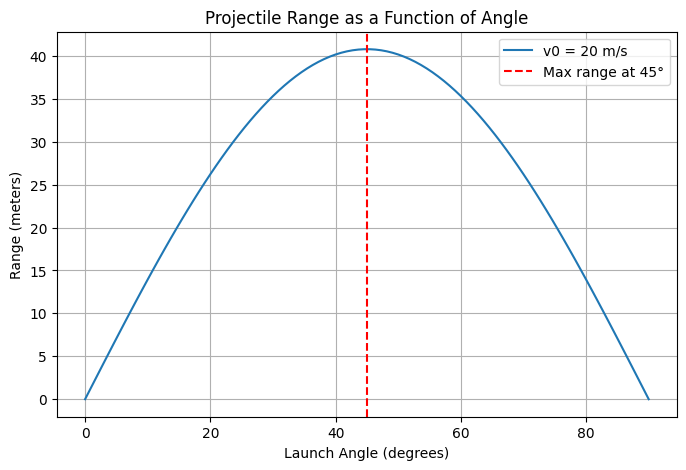 Projectile Range as a Function of Angle
v0 = 20 m/s
Max range at 45°
Range (meters)
40
35
30
25
20
15
10
5
0
0 20 40 60 80
Launch Angle (degrees)